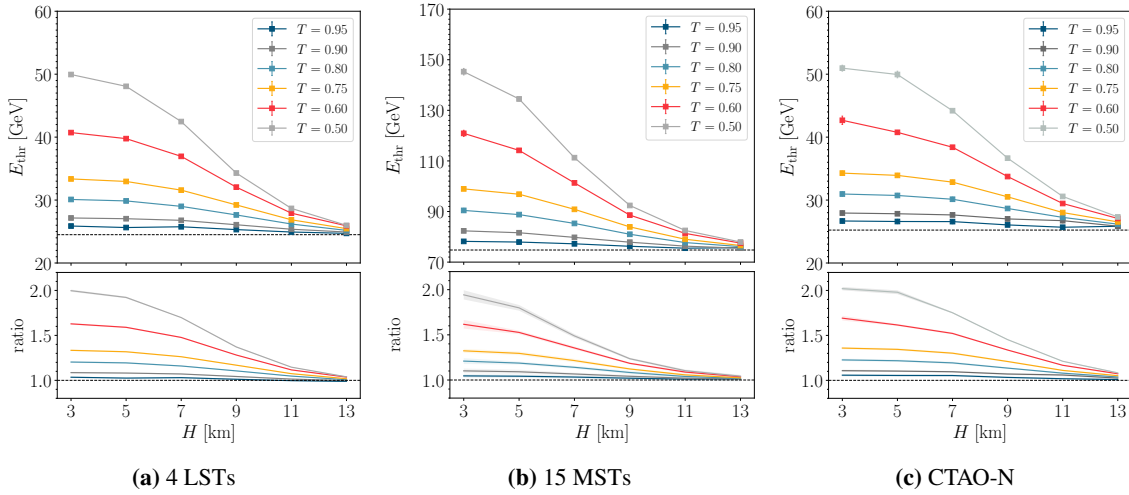 60
50
40
30
20
E_thr [GeV]
T = 0.95
T = 0.90
T = 0.80
T = 0.75
T = 0.60
T = 0.50
2.0
1.5
1.0
ratio
3 5 7 9 11 13
H [km]
(a) 4 LSTs
170
150
130
110
90
70
E_thr [GeV]
T = 0.95
T = 0.90
T = 0.80
T = 0.75
T = 0.60
T = 0.50
2.0
1.5
1.0
ratio
3 5 7 9 11 13
H [km]
(b) 15 MSTs
60
50
40
30
20
E_thr [GeV]
T = 0.95
T = 0.90
T = 0.80
T = 0.75
T = 0.60
T = 0.50
2.0
1.5
1.0
ratio
3 5 7 9 11 13
H [km]
(c) CTAO-N